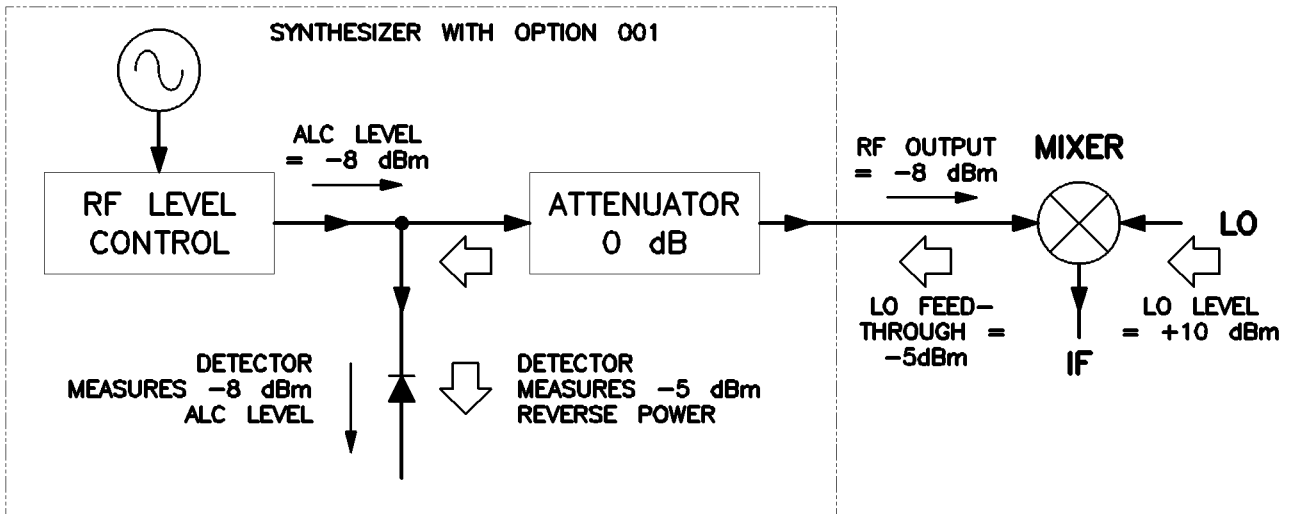 SYNTHESIZER WITH OPTION 001
ALC LEVEL
= -8 dBm
RF LEVEL
CONTROL
ATTENUATOR
0 dB
RF OUTPUT
= -8 dBm
MIXER
LO
LO FEED-
THROUGH =
-5dBm
LO LEVEL
= +10 dBm
IF
DETECTOR
MEASURES -8 dBm
ALC LEVEL
DETECTOR
MEASURES -5 dBm
REVERSE POWER